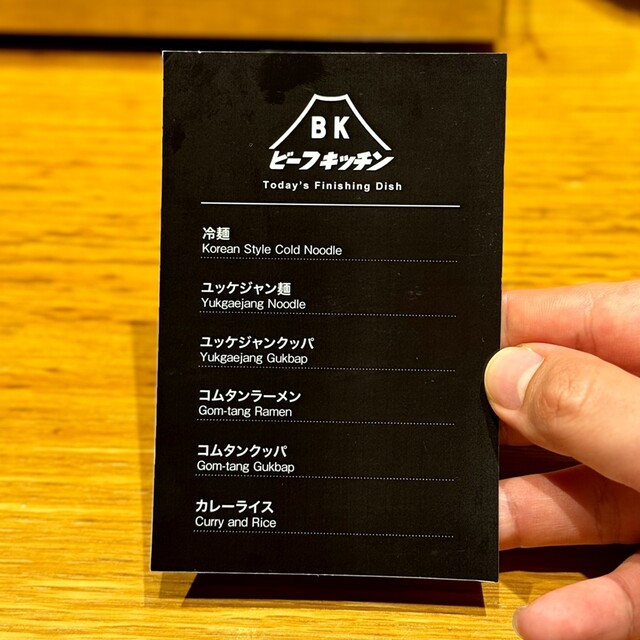 BK
ビーフキッチン
Today's Finishing Dish
冷麺
Korean Style Cold Noodle
ユッケジャン麺
Yukgaejang Noodle
ユッケジャンクッパ
Yukgaejang Gukbap
コムタンラーメン
Gom-tang Ramen
コムタンクッパ
Gom-tang Gukbap
カレーライス
Curry and Rice